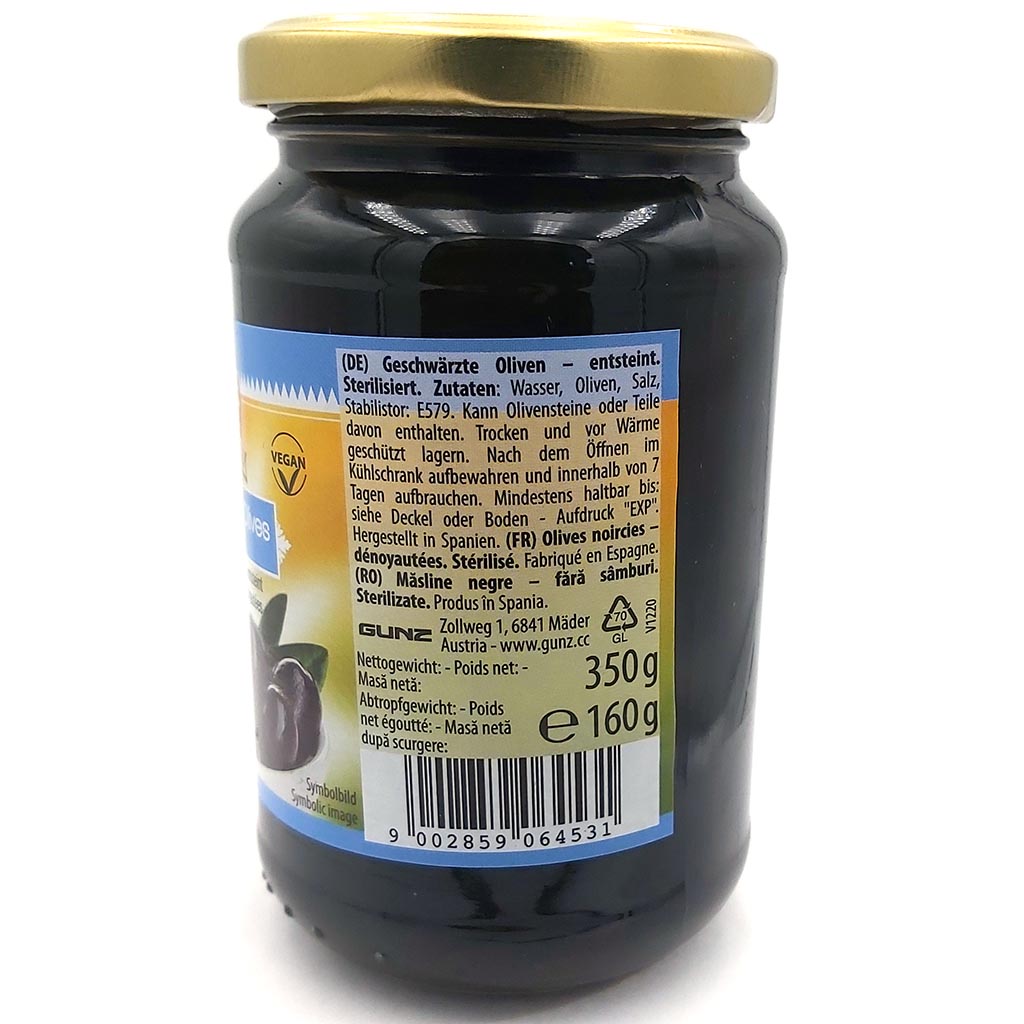 (DE) Geschwärzte Oliven – entsteint.
Sterilisiert. Zutaten: Wasser, Oliven, Salz,
Stabilistor: E579. Kann Olivensteine oder Teile
davon enthalten. Trocken und vor Wärme
geschützt lagern. Nach dem Öffnen im
Kühlschrank aufbewahren und innerhalb von 7
Tagen aufbrauchen. Mindestens haltbar bis:
siehe Deckel oder Boden - Aufdruck "EXP".
Hergestellt in Spanien. (FR) Olives noircies –
dénoyautées. Stérilisé. Fabriqué en Espagne.
(RO) Măsline negre – fără sâmburi.
Sterilizate. Produs în Spania.
GUNZ Zollweg 1, 6841 Mäder
Austria - www.gunz.cc
70
GL
V1220
Nettogewicht: - Poids net: -
Masă netă:
350g
Abtropfgewicht: - Poids
net égoutté: - Masă netă
după scurgere:
e 160g
9 002859 064531
VEGAN
Symbolbild
Symbolic image